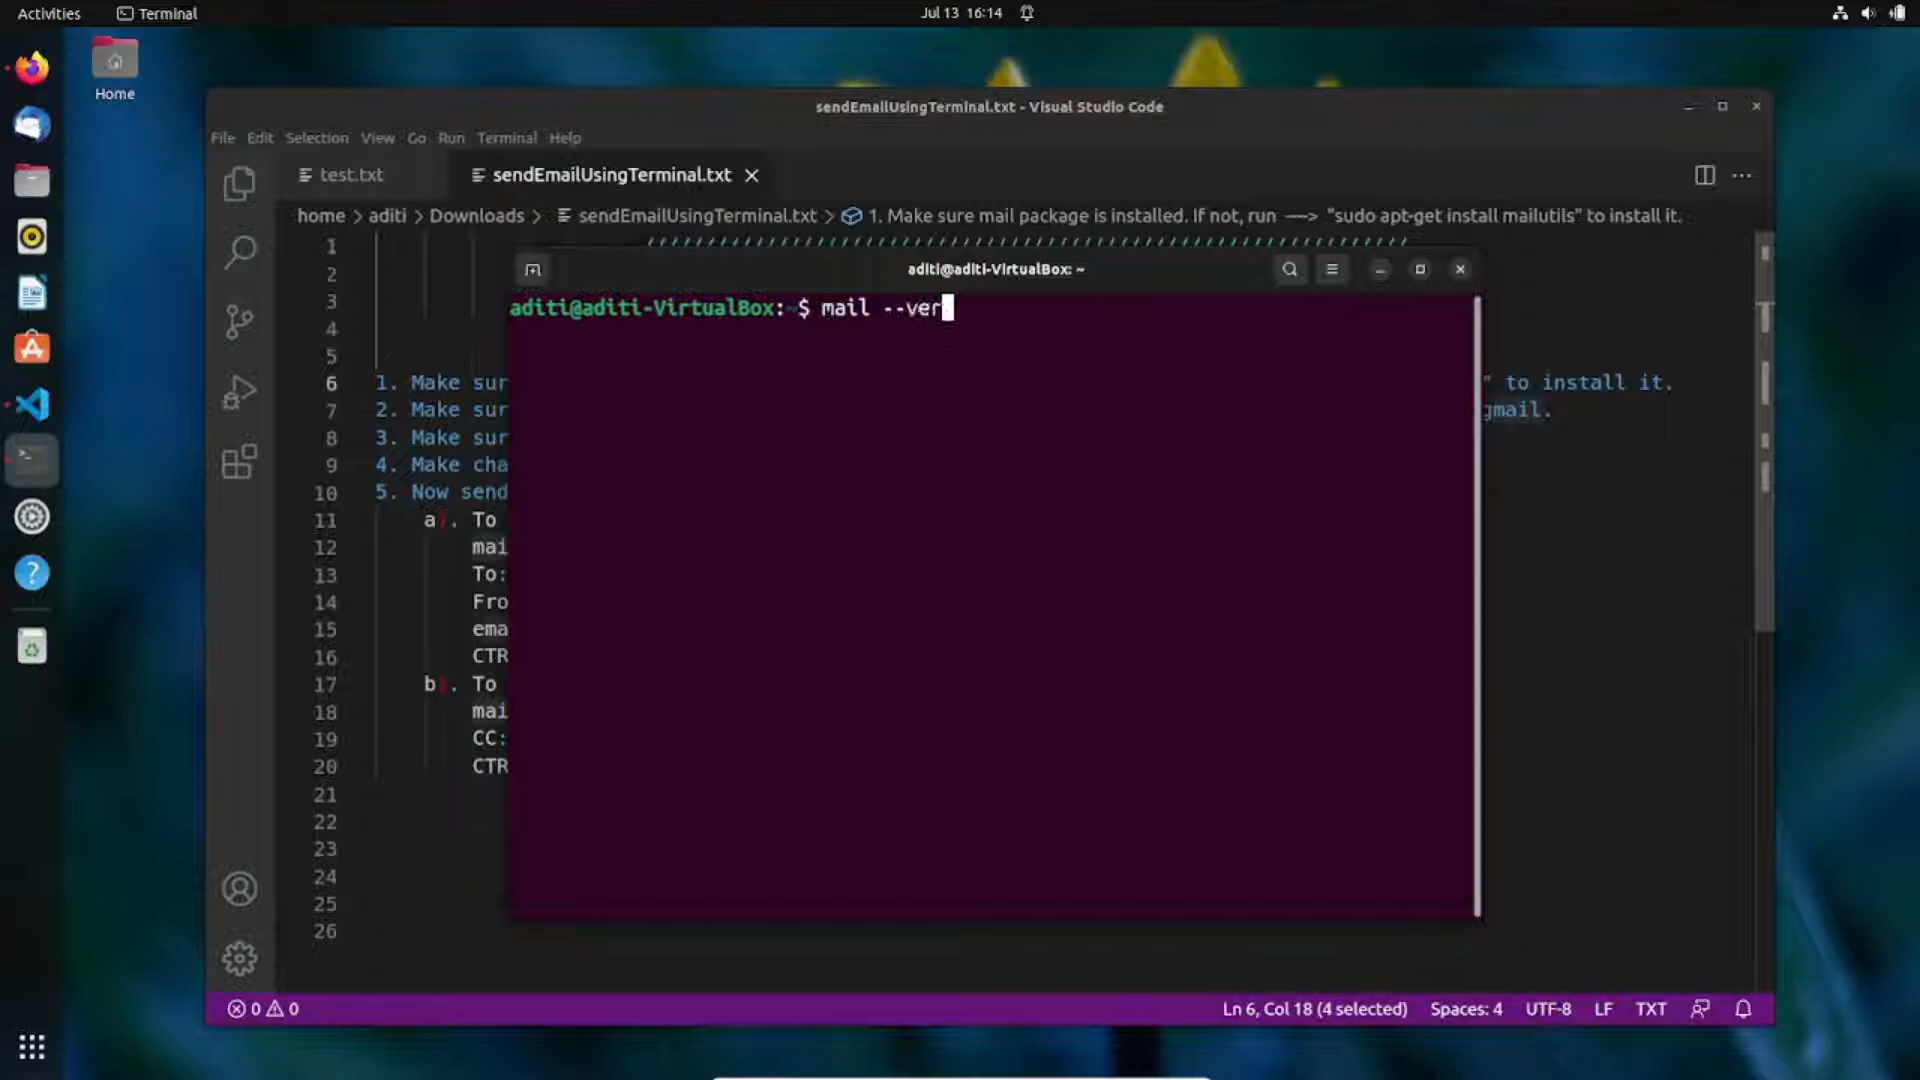 Activities
Terminal
Jul 13 16:14
Home
sendEmailUsingTerminal.txt - Visual Studio Code
File Edit Selection View Go Run Terminal Help
test.txt
sendEmailUsingTerminal.txt
home > aditi > Downloads > sendEmailUsingTerminal.txt > 1. Make sure mail package is installed. If not, run ---> "sudo apt-get install mailutils" to install it.
aditi@aditi-VirtualBox: ~
aditi@aditi-VirtualBox:~$ mail --ver
1
2
3
4
5
6 1. Make sur " to install it.
7 2. Make sur gmail.
8 3. Make sur
9 4. Make cha
10 5. Now send
11 a). To
12 mai
13 To:
14 Fro
15 ema
16 CTR
17 b). To
18 mai
19 CC:
20 CTR
21
22
23
24
25
26
0 0
Ln 6, Col 18 (4 selected) Spaces: 4 UTF-8 LF TXT